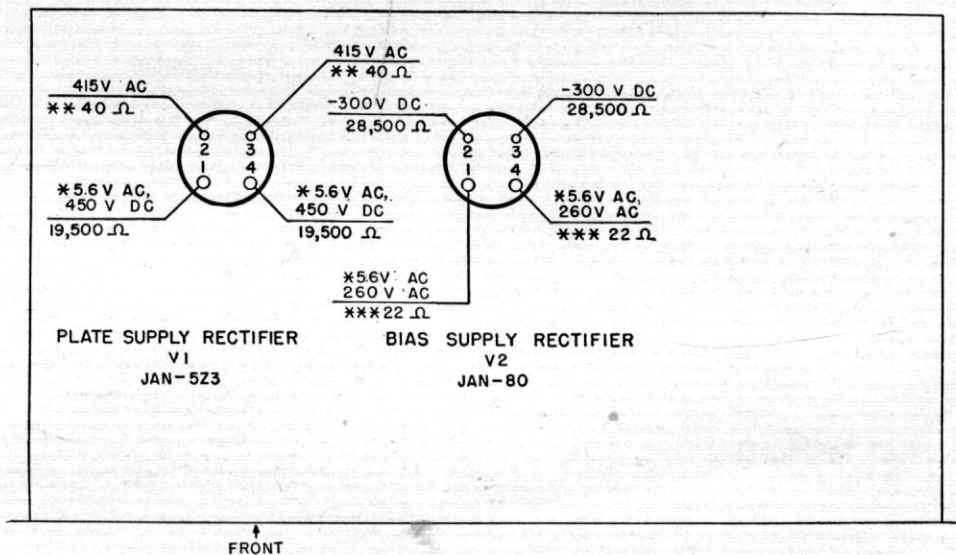 415V AC
** 40 Ω
415V AC
** 40 Ω
-300V DC
28,500 Ω
-300 V DC
28,500 Ω
2 3
1 4
2 3
1 4
*5.6V AC,
450 V DC
19,500 Ω
*5.6V AC,
450 V DC
19,500 Ω
*5.6V AC,
260V AC
*** 22 Ω
*5.6V AC
260 V AC
***22 Ω
PLATE SUPPLY RECTIFIER
V1
JAN-5Z3
BIAS SUPPLY RECTIFIER
V2
JAN-80
FRONT